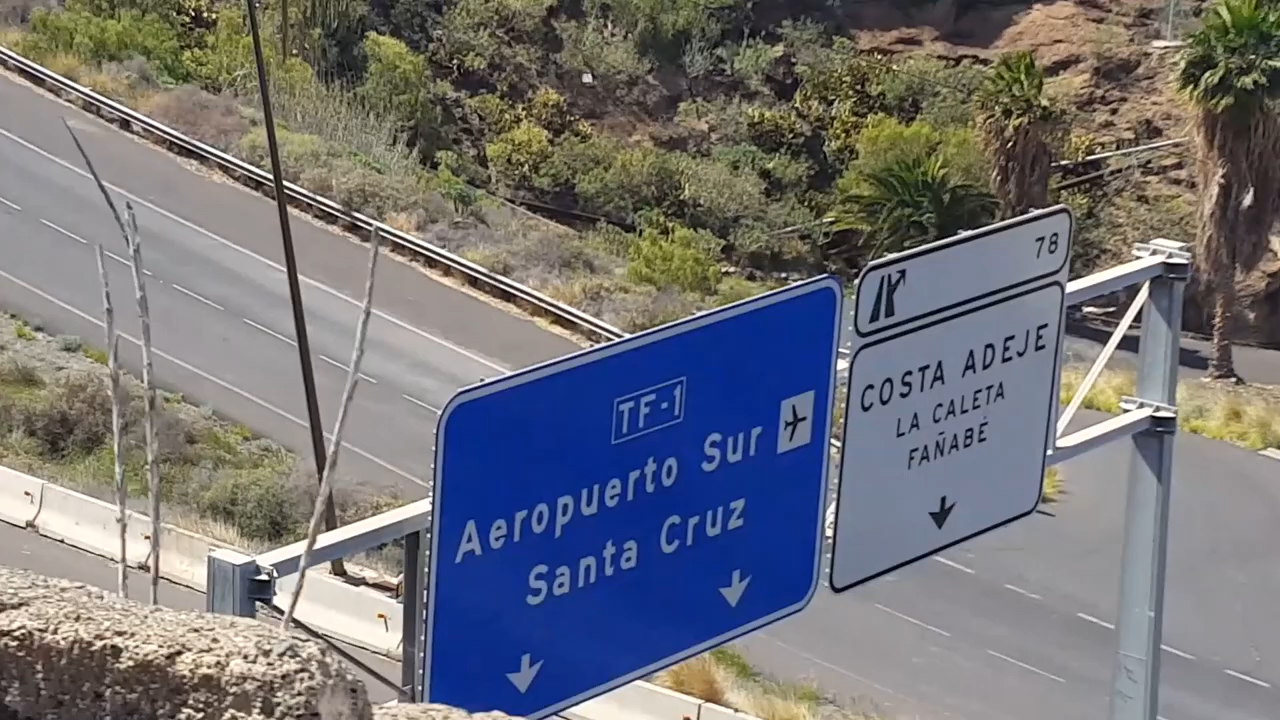 TF-1
Aeropuerto Sur
Santa Cruz
78
COSTA ADEJE
LA CALETA
FAÑABÉ